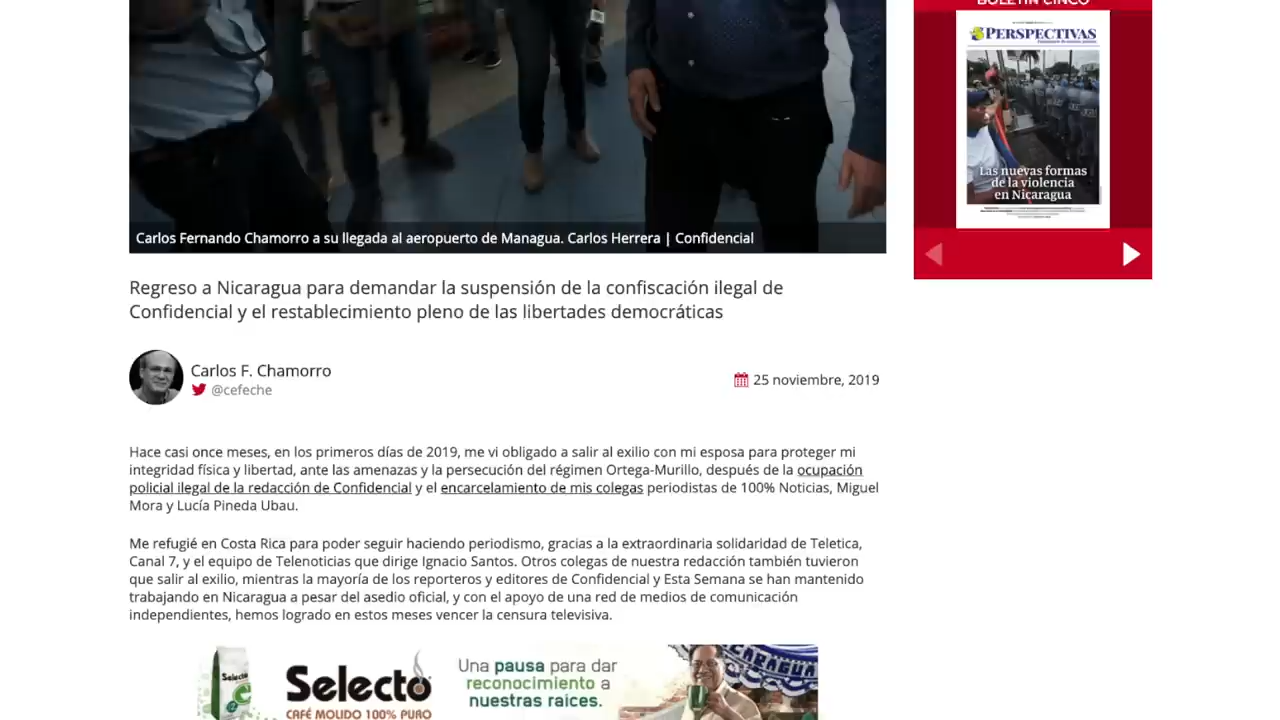 BOLETÍN CINCO
PERSPECTIVAS
Las nuevas formas
de la violencia
en Nicaragua
Carlos Fernando Chamorro a su llegada al aeropuerto de Managua. Carlos Herrera | Confidencial
Regreso a Nicaragua para demandar la suspensión de la confiscación ilegal de
Confidencial y el restablecimiento pleno de las libertades democráticas
Carlos F. Chamorro
@cefeche
25 noviembre, 2019
Hace casi once meses, en los primeros días de 2019, me vi obligado a salir al exilio con mi esposa para proteger mi
integridad física y libertad, ante las amenazas y la persecución del régimen Ortega-Murillo, después de la ocupación
policial ilegal de la redacción de Confidencial y el encarcelamiento de mis colegas periodistas de 100% Noticias, Miguel
Mora y Lucía Pineda Ubau.
Me refugié en Costa Rica para poder seguir haciendo periodismo, gracias a la extraordinaria solidaridad de Teletica,
Canal 7, y el equipo de Telenoticias que dirige Ignacio Santos. Otros colegas de nuestra redacción también tuvieron
que salir al exilio, mientras la mayoría de los reporteros y editores de Confidencial y Esta Semana se han mantenido
trabajando en Nicaragua a pesar del asedio oficial, y con el apoyo de una red de medios de comunicación
independientes, hemos logrado en estos meses vencer la censura televisiva.
Selecto
Selecto
CAFÉ MOLIDO 100% PURO
Una pausa para dar
reconocimiento a
nuestras raíces.